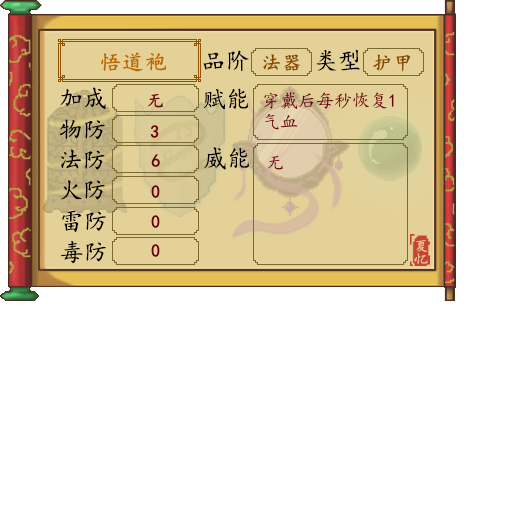 悟道袍 品阶 法器 类型 护甲
加成 无 赋能 穿戴后每秒恢复1
气血
物防 3
法防 6 威能 无
火防 0
雷防 0
毒防 0
夏忆